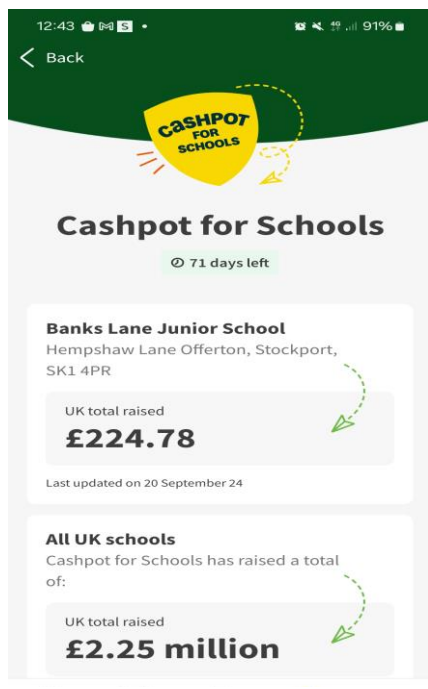 12:43 S • 4G 91%
Back
CASHPOT
FOR
SCHOOLS
Cashpot for Schools
71 days left
Banks Lane Junior School
Hempshaw Lane Offerton, Stockport,
SK1 4PR
UK total raised
£224.78
Last updated on 20 September 24
All UK schools
Cashpot for Schools has raised a total
of:
UK total raised
£2.25 million